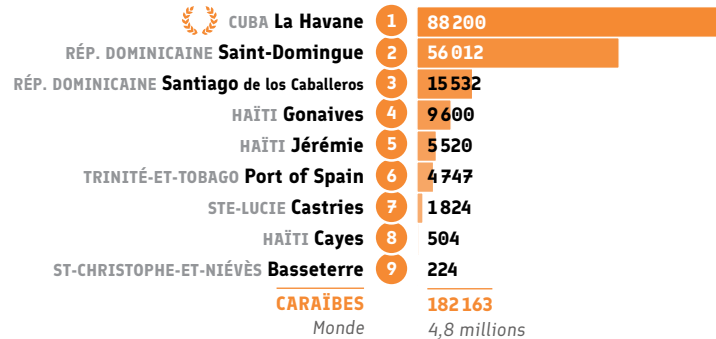 CUBA La Havane 1 88 200
RÉP. DOMINICAINE Saint-Domingue 2 56 012
RÉP. DOMINICAINE Santiago de los Caballeros 3 15 532
HAÏTI Gonaives 4 9 600
HAÏTI Jérémie 5 5 520
TRINITÉ-ET-TOBAGO Port of Spain 6 4 747
STE-LUCIE Castries 7 1 824
HAÏTI Cayes 8 504
ST-CHRISTOPHE-ET-NIÉVÈS Basseterre 9 224
CARAÏBES 182 163
Monde 4,8 millions